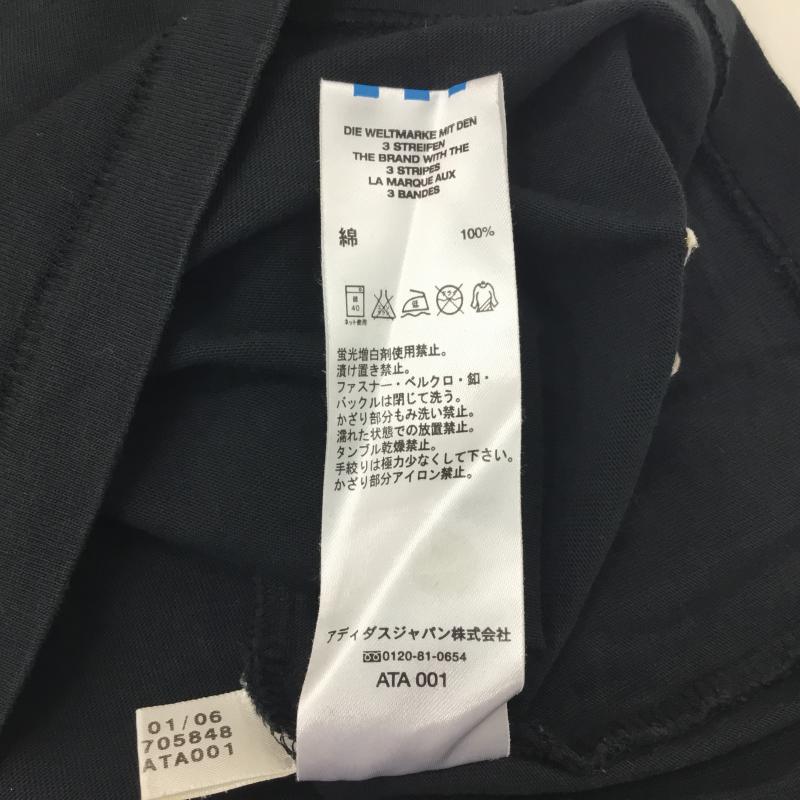 DIE WELTMARKE MIT DEN
3 STREIFEN
THE BRAND WITH THE
3 STRIPES
LA MARQUE AUX
3 BANDES
綿 100%
40
ネット使用
低
蛍光増白剤使用禁止。
漬け置き禁止。
ファスナー・ベルクロ・釦・
バックルは閉じて洗う。
かざり部分もみ洗い禁止。
濡れた状態での放置禁止。
タンブル乾燥禁止。
手絞りは極力少なくして下さい。
かざり部分アイロン禁止。
アディダスジャパン株式会社
0120-81-0654
ATA 001
01/06
705848
ATA001